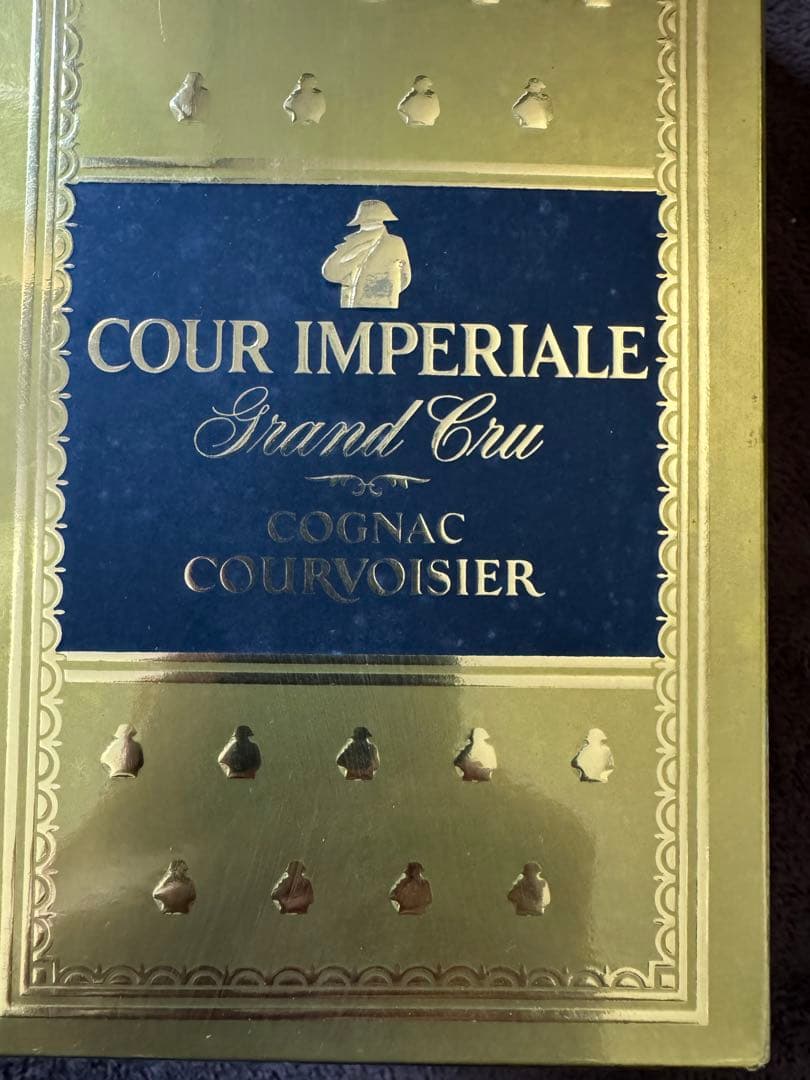 COUR IMPERIALE
Grand Cru
COGNAC
COURVOISIER